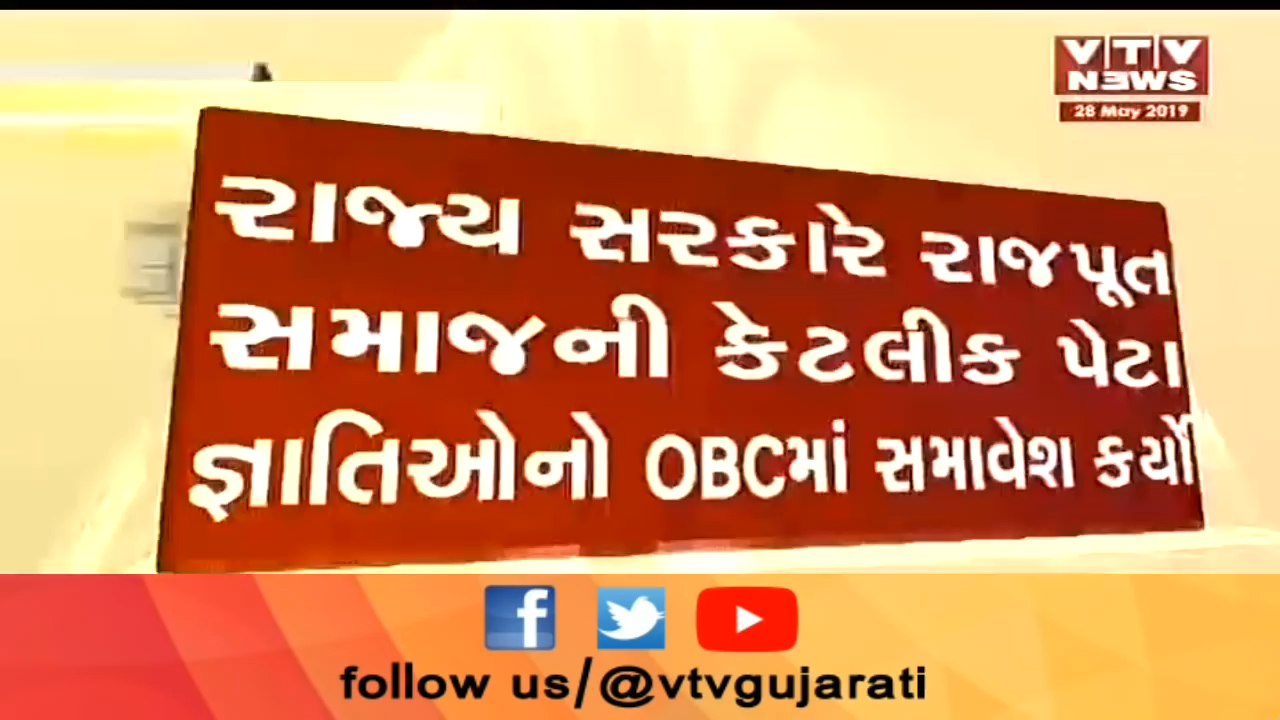 VTV
NEWS
28 May 2019
રાજ્ય સરકારે રાજપૂત
સમાજની કેટલીક પેટા
જ્ઞાતિઓનો OBCમાં સમાવેશ કર્યો
follow us/@vtvgujarati